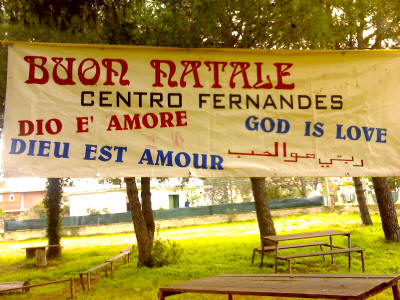 BUON NATALE
CENTRO FERNANDES
DIO E' AMORE GOD IS LOVE
DIEU EST AMOUR